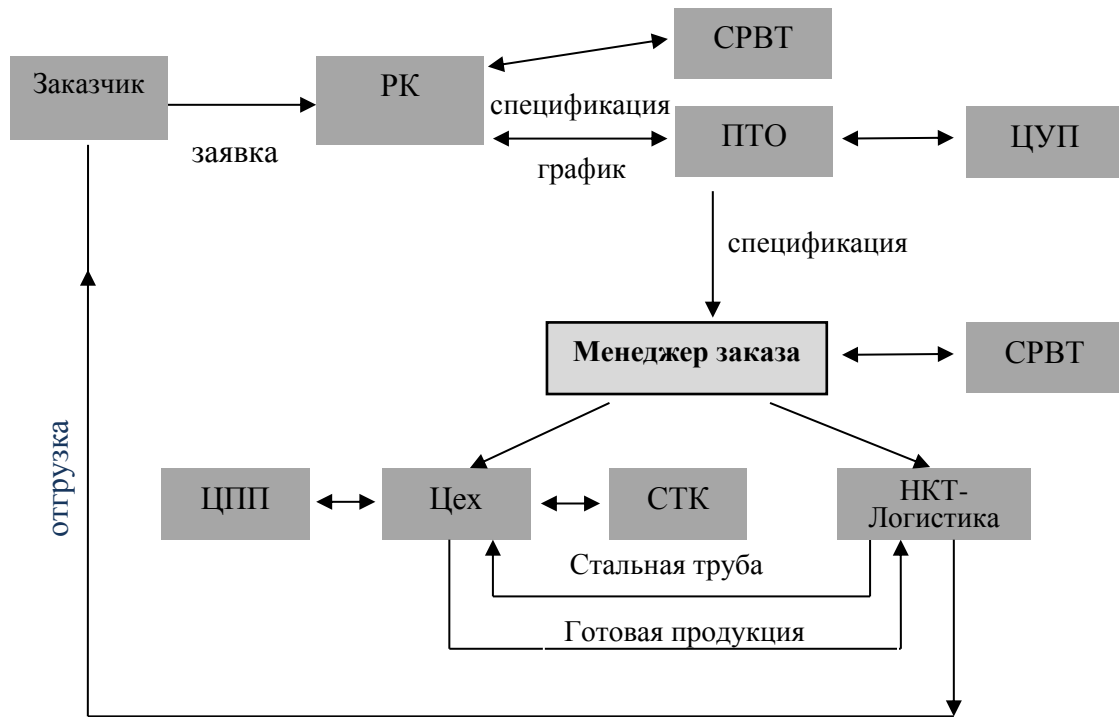 СРВТ
Заказчик
РК
заявка
спецификация
график
ПТО
ЦУП
спецификация
Менеджер заказа
СРВТ
отгрузка
ЦПП
Цех
СТК
НКТ-
Логистика
Стальная труба
Готовая продукция